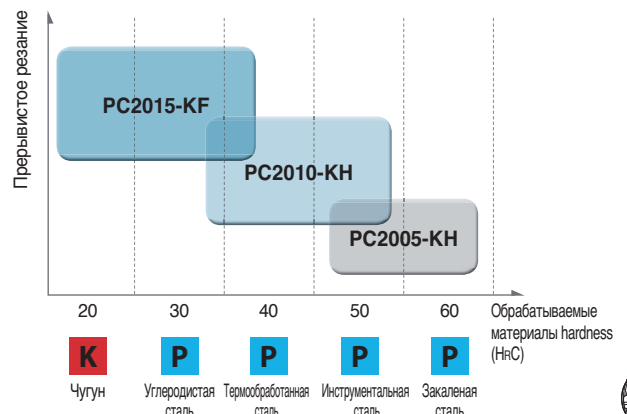 Прерывистое резание
PC2015-KF
PC2010-KH
PC2005-KH
20 30 40 50 60
Обрабатываемые
материалы hardness
(HRC)
K P P P P
Чугун Углеродистая Термообработанная Инструментальная Закаленая
сталь сталь сталь сталь